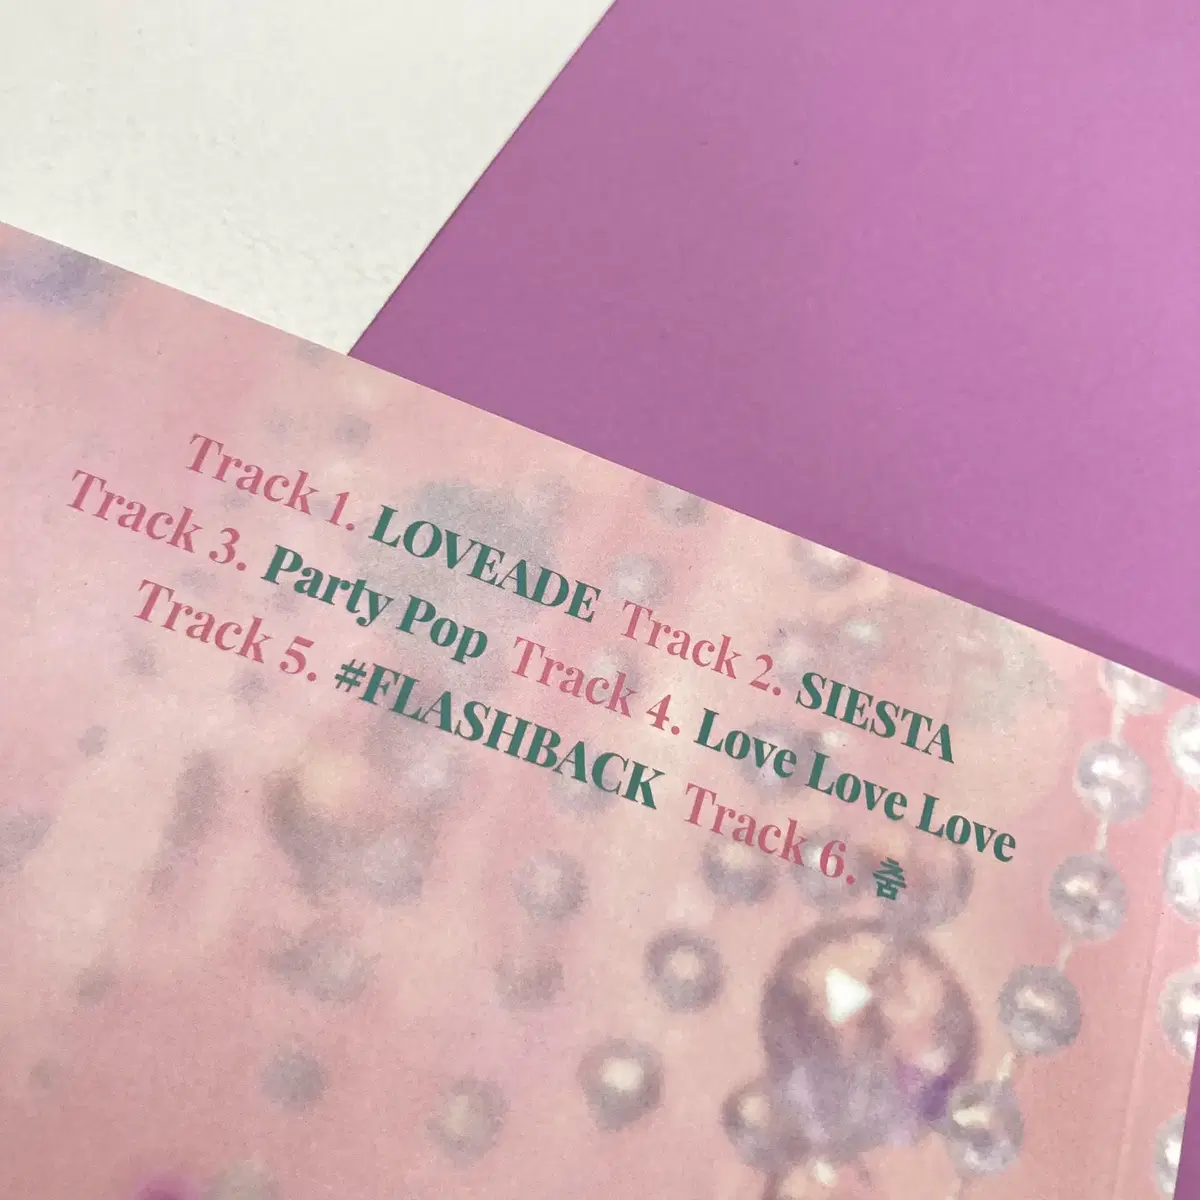 Track 1. LOVEADE Track 2. SIESTA
Track 3. Party Pop Track 4. Love Love Love
Track 5. #FLASHBACK Track 6. 춤